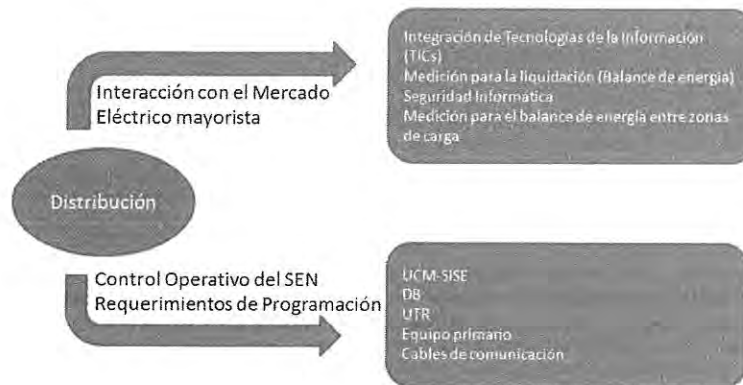 Integración de Tecnologías de la Información
(TICs)
Medición para la liquidación (Balance de energía)
Seguridad Informática
Medición para el balance de energía entre zonas
de carga
Interacción con el Mercado
Eléctrico mayorista
Distribución
Control Operativo del SEN
Requerimientos de Programación
UCM-SISE
DB
UTR
Equipo primario
Cables de comunicación